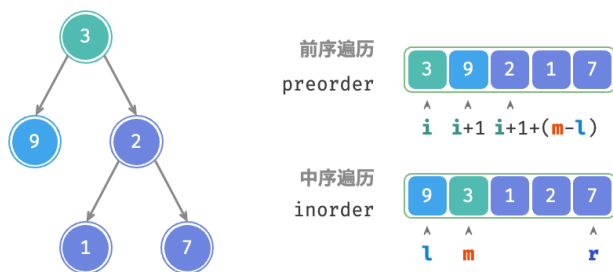 3
9
2
1
7
前序遍历
preorder
3 9 2 1 7
i i+1 i+1+(m-l)
中序遍历
inorder
9 3 1 2 7
l m r